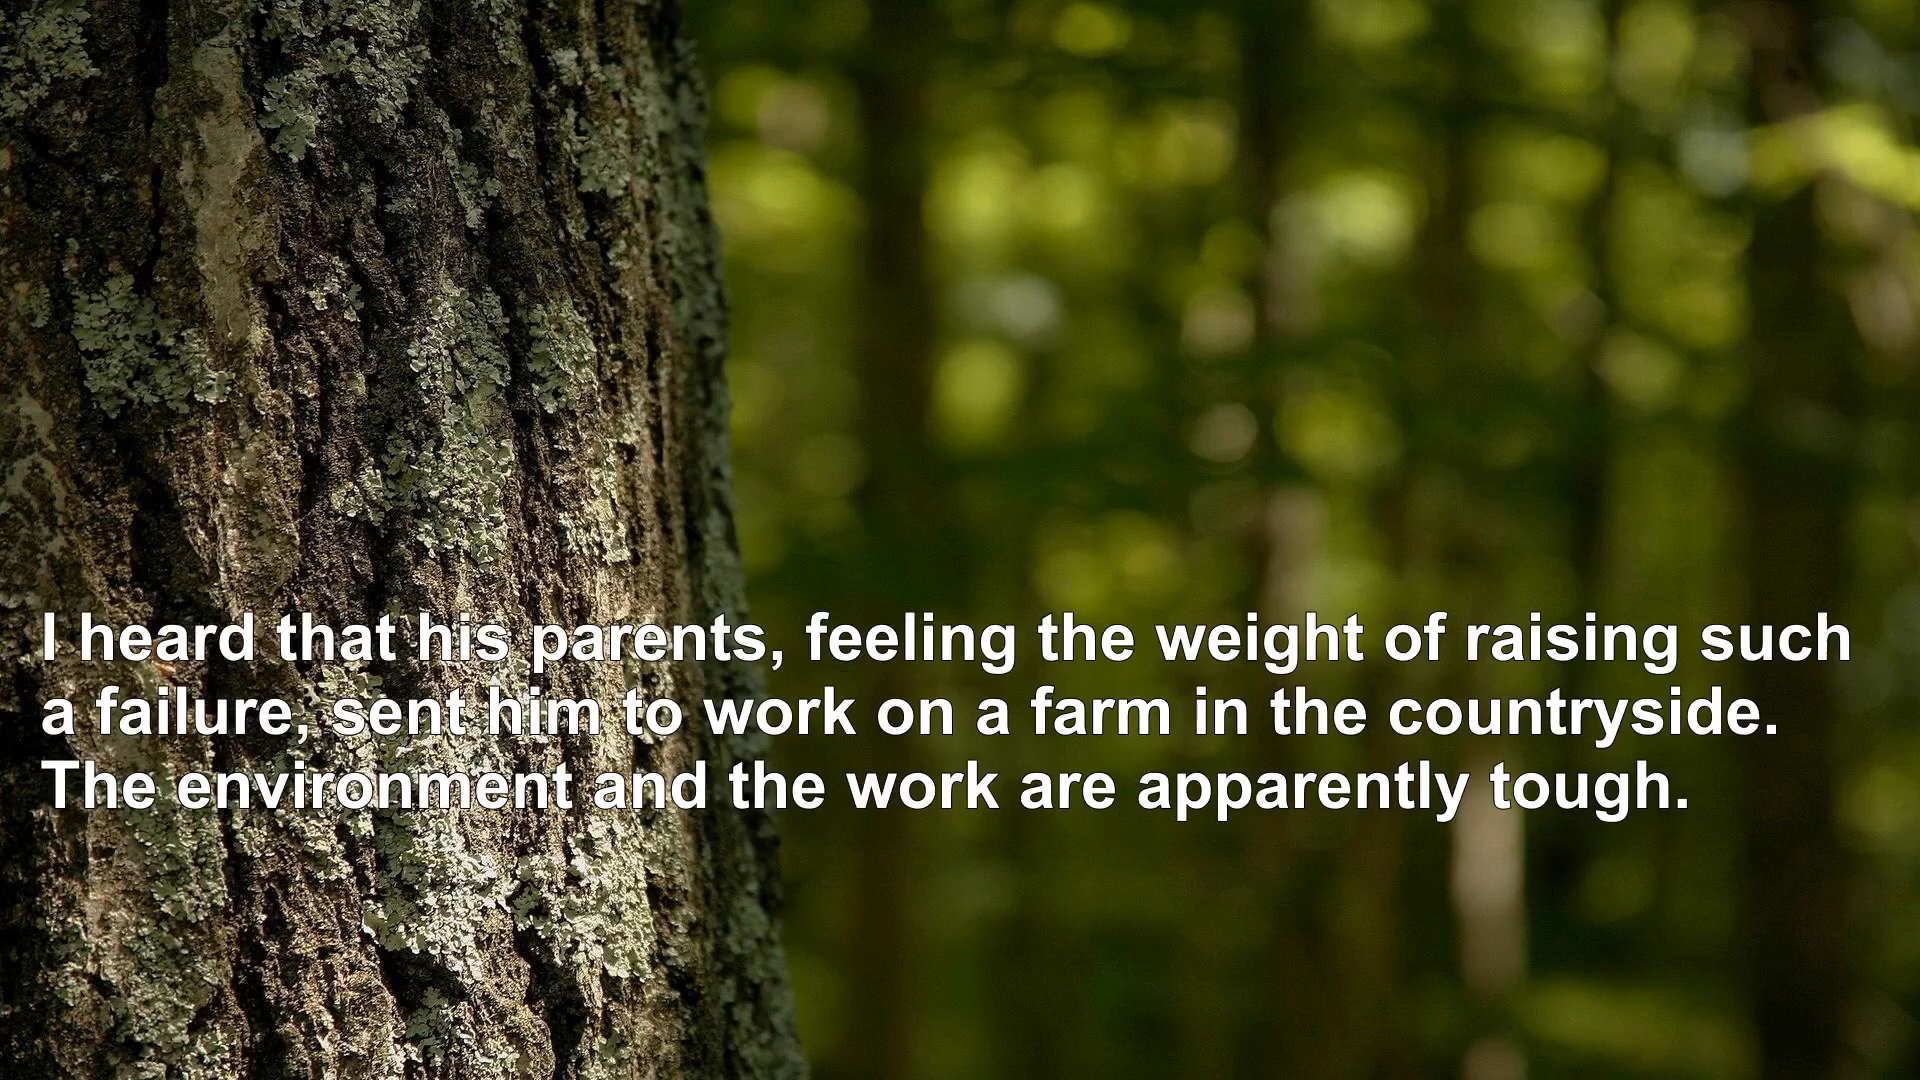 I heard that his parents, feeling the weight of raising such
a failure, sent him to work on a farm in the countryside.
The environment and the work are apparently tough.